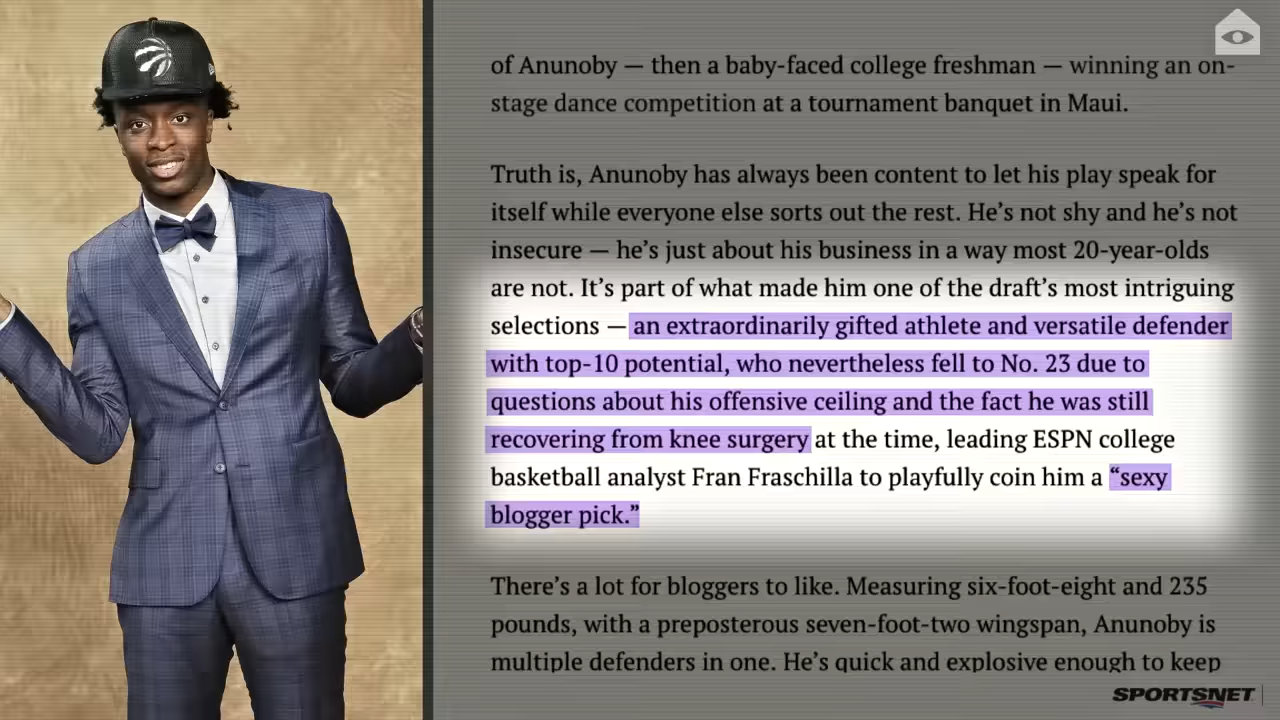 of Anunoby — then a baby-faced college freshman — winning an on-
stage dance competition at a tournament banquet in Maui.
Truth is, Anunoby has always been content to let his play speak for
itself while everyone else sorts out the rest. He’s not shy and he’s not
insecure — he’s just about his business in a way most 20-year-olds
are not. It’s part of what made him one of the draft’s most intriguing
selections — an extraordinarily gifted athlete and versatile defender
with top-10 potential, who nevertheless fell to No. 23 due to
questions about his offensive ceiling and the fact he was still
recovering from knee surgery at the time, leading ESPN college
basketball analyst Fran Fraschilla to playfully coin him a “sexy
blogger pick.”
There’s a lot for bloggers to like. Measuring six-foot-eight and 235
pounds, with a preposterous seven-foot-two wingspan, Anunoby is
multiple defenders in one. He’s quick and explosive enough to keep
SPORTSNET